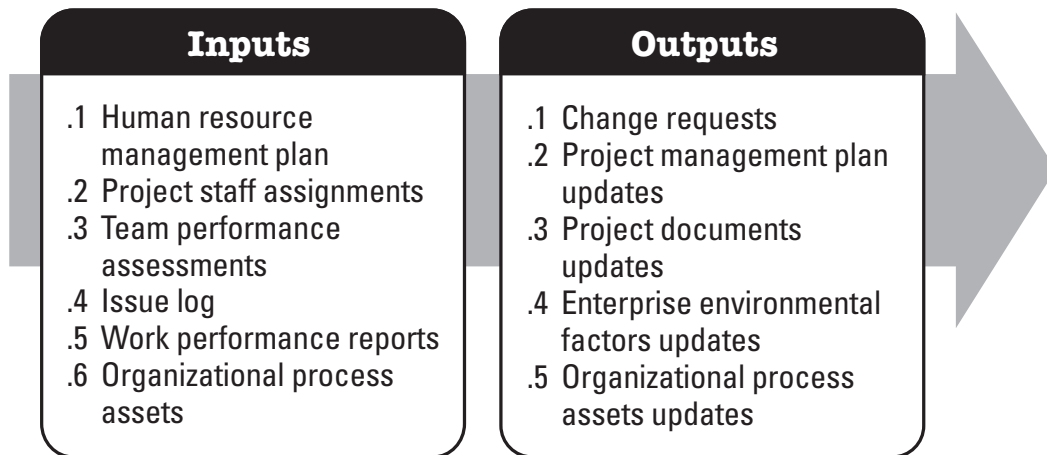 Inputs
.1 Human resource
management plan
.2 Project staff assignments
.3 Team performance
assessments
.4 Issue log
.5 Work performance reports
.6 Organizational process
assets
Outputs
.1 Change requests
.2 Project management plan
updates
.3 Project documents
updates
.4 Enterprise environmental
factors updates
.5 Organizational process
assets updates